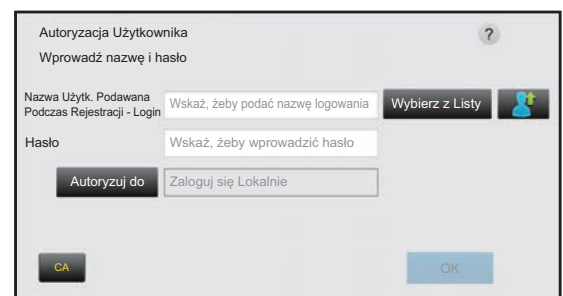 Autoryzacja Użytkownika
?
Wprowadź nazwę i hasło
Nazwa Użytk. Podawana
Podczas Rejestracji - Login
Wskaż, żeby podać nazwę logowania
Wybierz z Listy
Hasło
Wskaż, żeby wprowadzić hasło
Autoryzuj do
Zaloguj się Lokalnie
CA
OK